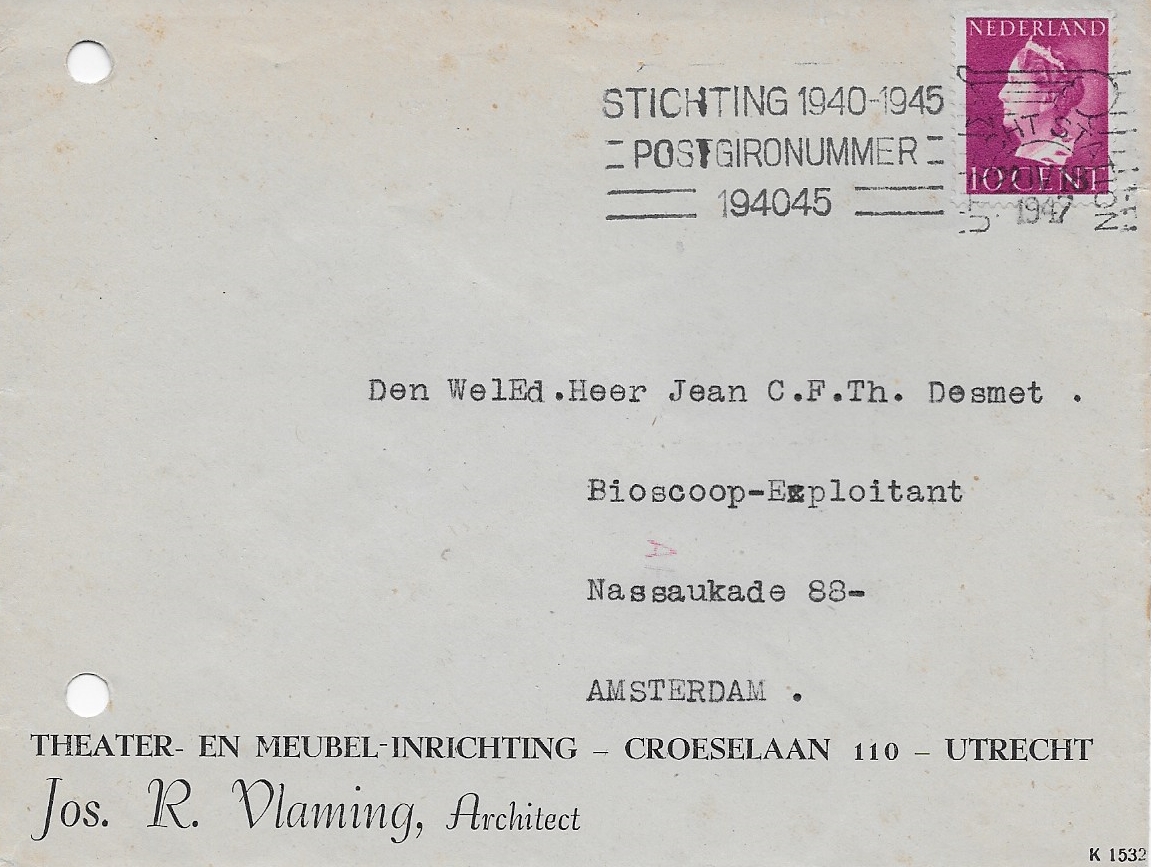 NEDERLAND
10 CENT
STICHTING 1940-1945
POSTGIRONUMMER
194045
1947
Den WelEd.Heer Jean C.F.Th. Desmet .
Bioscoop-Exploitant
A
Nassaukade 88-
AMSTERDAM .
THEATER- EN MEUBEL-INRICHTING – CROESELAAN 110 – UTRECHT
Jos. R. Vlaming, Architect
K 1532